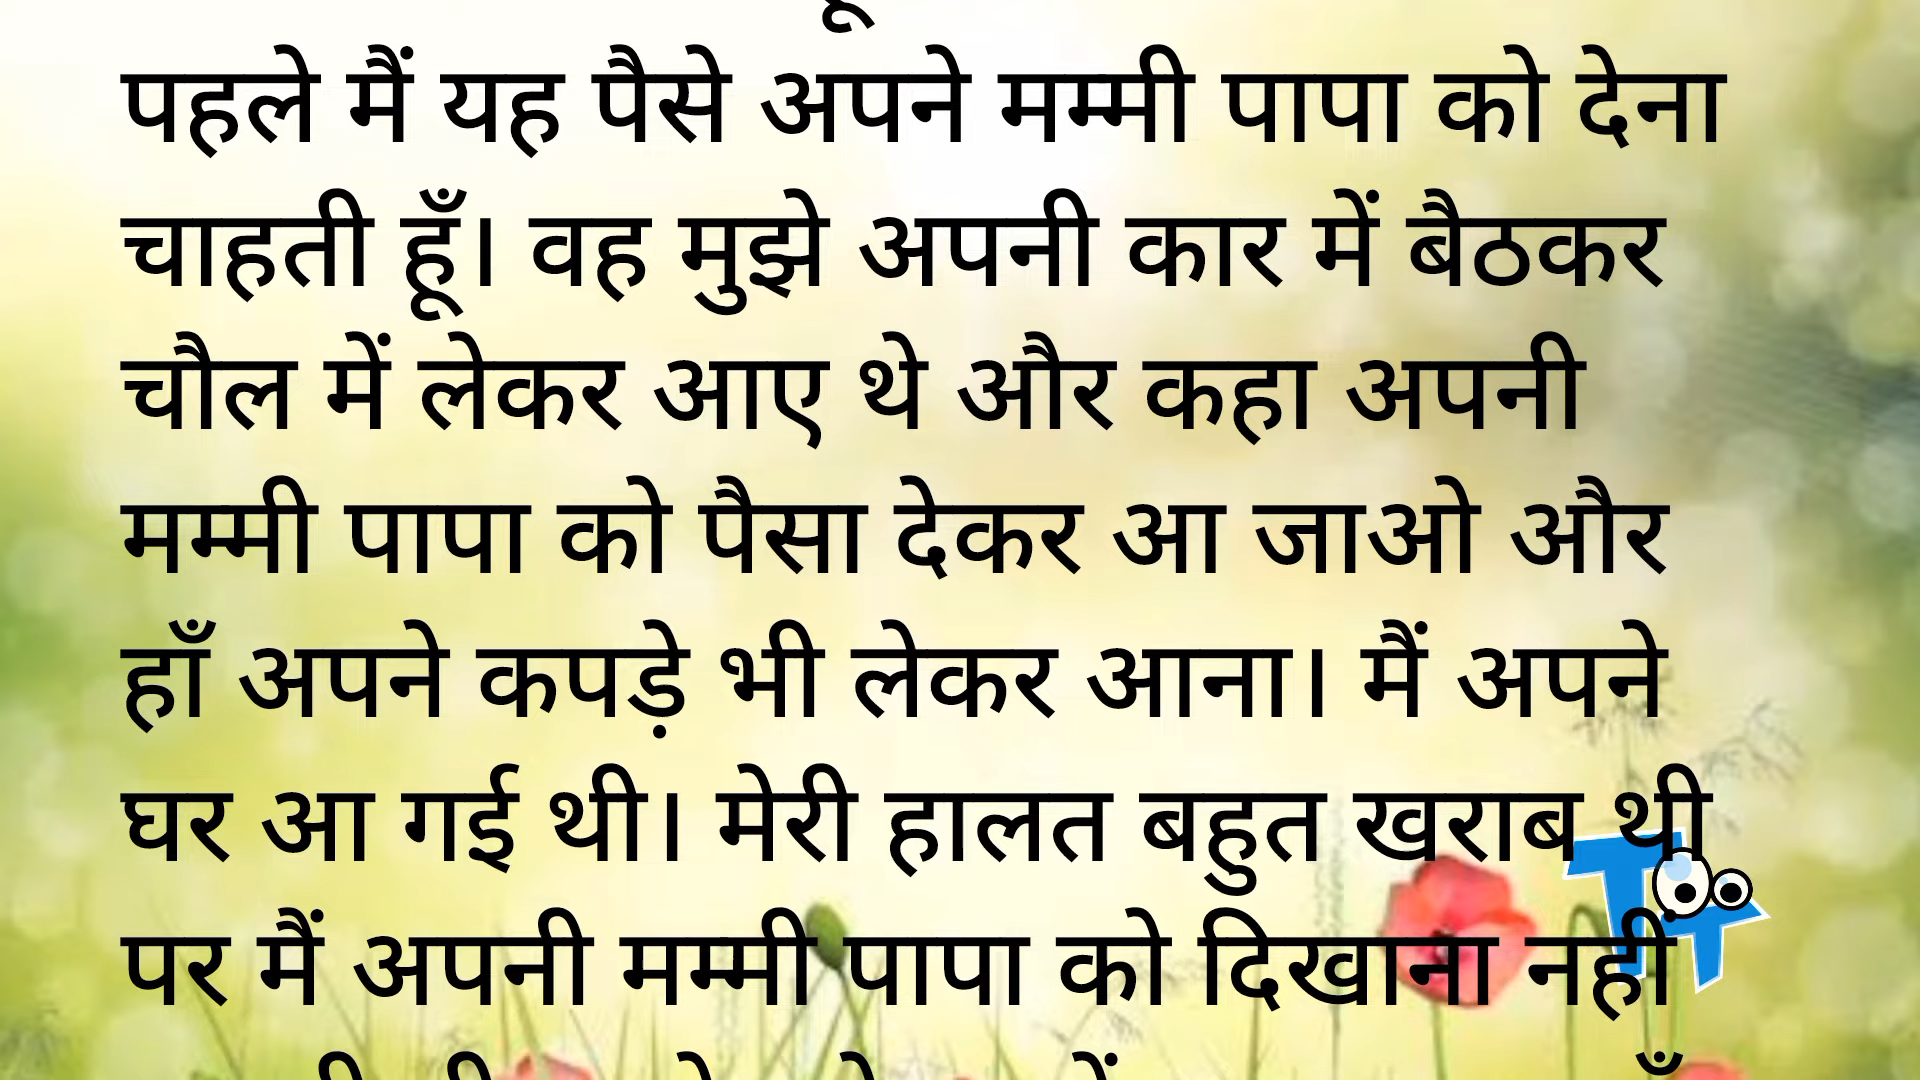 पहले मैं यह पैसे अपने मम्मी पापा को देना
चाहती हूँ। वह मुझे अपनी कार में बैठकर
चौल में लेकर आए थे और कहा अपनी
मम्मी पापा को पैसा देकर आ जाओ और
हाँ अपने कपड़े भी लेकर आना। मैं अपने
घर आ गई थी। मेरी हालत बहुत खराब थी
पर मैं अपनी मम्मी पापा को दिखाना नहीं